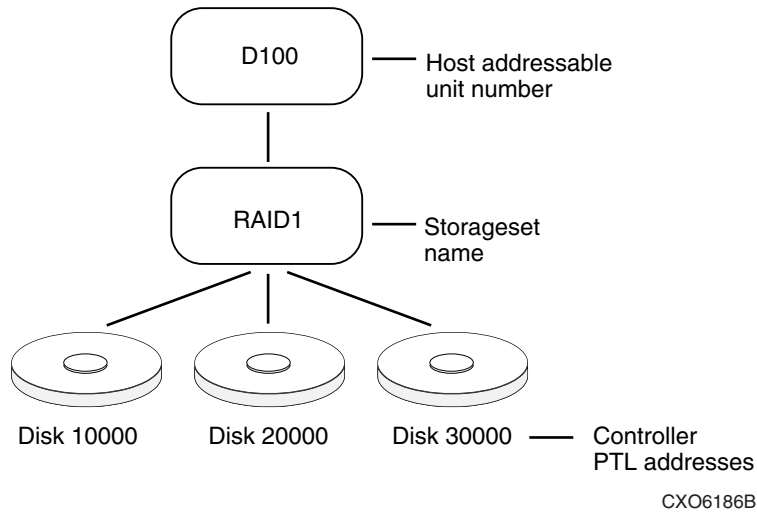 D100
Host addressable
unit number
RAID1
Storageset
name
Disk 10000
Disk 20000
Disk 30000
Controller
PTL addresses
CXO6186B